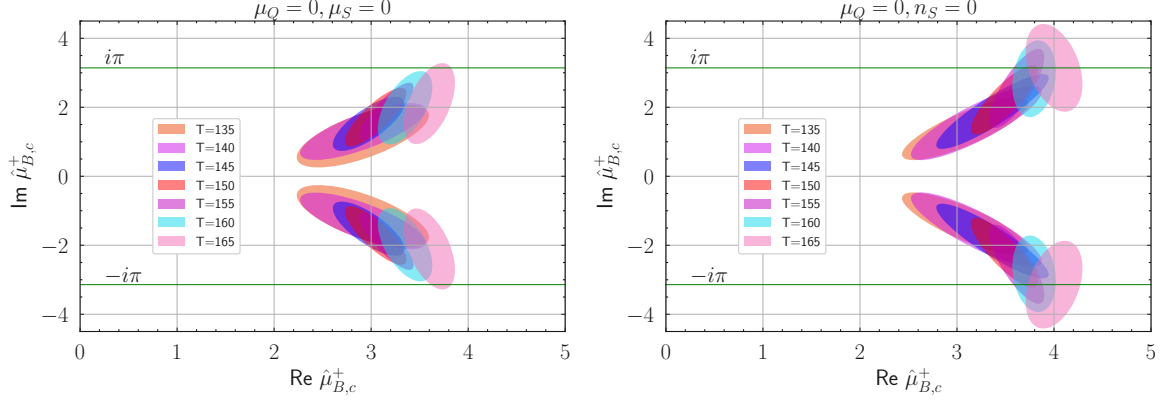 μ_Q = 0, μ_S = 0
4
2
0
−2
−4
iπ
−iπ
T=135
T=140
T=145
T=150
T=155
T=160
T=165
0
1
2
3
4
5
Re μ̂⁺_{B,c}
Im μ̂⁺_{B,c}
μ_Q = 0, n_S = 0
4
2
0
−2
−4
iπ
−iπ
T=135
T=140
T=145
T=150
T=155
T=160
T=165
0
1
2
3
4
5
Re μ̂⁺_{B,c}
Im μ̂⁺_{B,c}